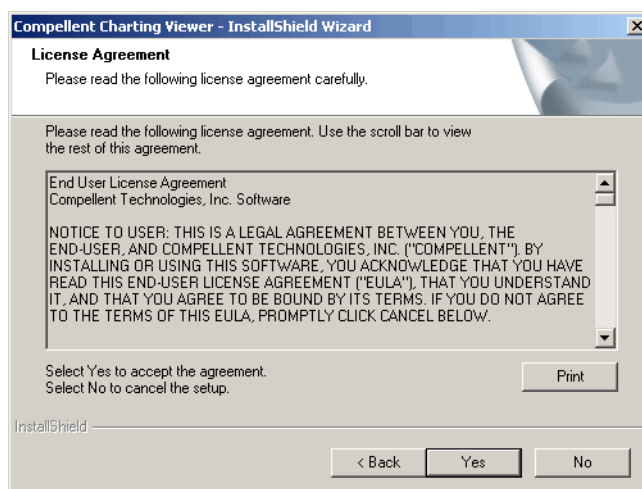 Compellent Charting Viewer - InstallShield Wizard
License Agreement
Please read the following license agreement carefully.
Please read the following license agreement. Use the scroll bar to view
the rest of this agreement.
End User License Agreement
Compellent Technologies, Inc. Software
NOTICE TO USER: THIS IS A LEGAL AGREEMENT BETWEEN YOU, THE
END-USER, AND COMPELLENT TECHNOLOGIES, INC. ("COMPELLENT"). BY
INSTALLING OR USING THIS SOFTWARE, YOU ACKNOWLEDGE THAT YOU HAVE
READ THIS END-USER LICENSE AGREEMENT ("EULA"), THAT YOU UNDERSTAND
IT, AND THAT YOU AGREE TO BE BOUND BY ITS TERMS. IF YOU DO NOT AGREE
TO THE TERMS OF THIS EULA, PROMPTLY CLICK CANCEL BELOW.
Select Yes to accept the agreement.
Select No to cancel the setup.
Print
InstallShield
< Back Yes No